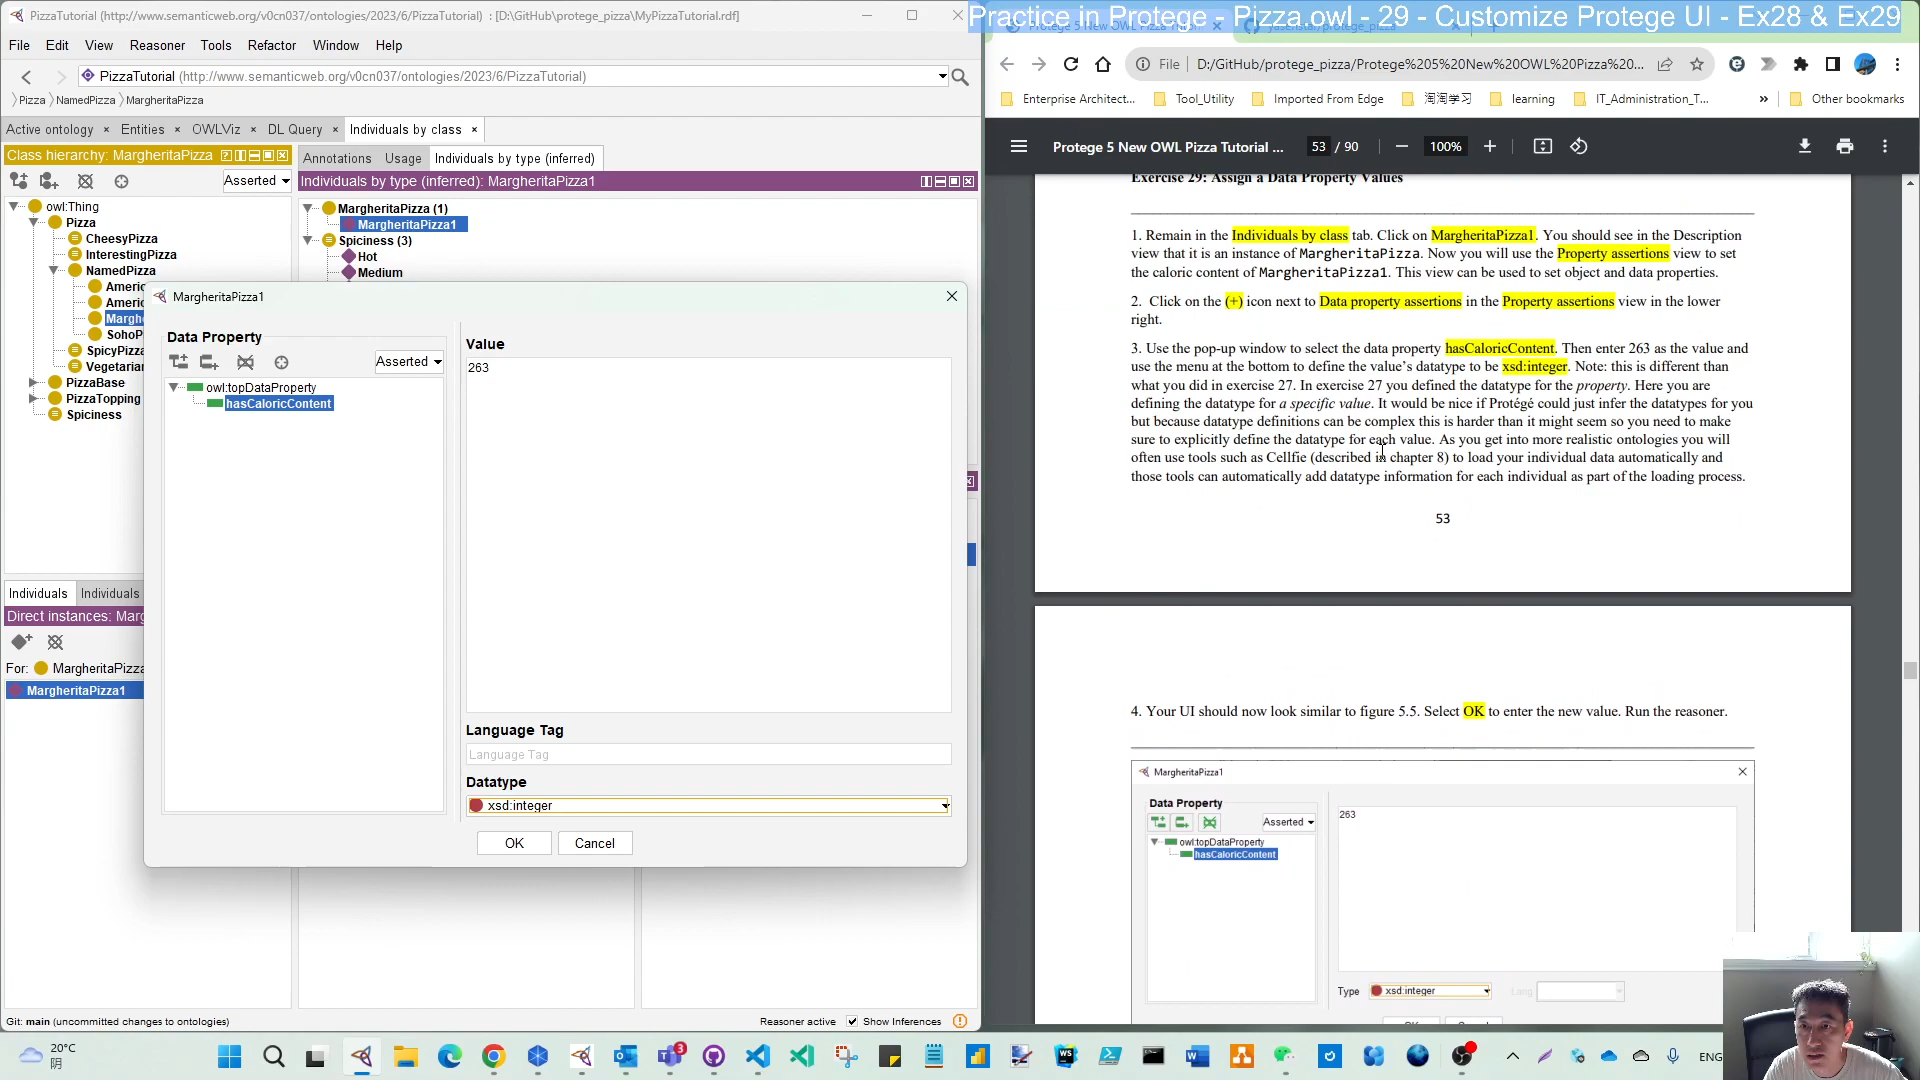 PizzaTutorial (http://www.semanticweb.org/v0cn037/ontologies/2023/6/PizzaTutorial) : [D:\GitHub\protege_pizza\MyPizzaTutorial.rdf]
File Edit View Reasoner Tools Refactor Window Help
PizzaTutorial (http://www.semanticweb.org/v0cn037/ontologies/2023/6/PizzaTutorial)
Pizza NamedPizza MargheritaPizza
Active ontology × Entities × OWLViz × DL Query × Individuals by class ×
Class hierarchy: MargheritaPizza
Asserted
owl:Thing
Pizza
CheesyPizza
InterestingPizza
NamedPizza
Americ
Americ
Margh
SohoP
SpicyPizza
Vegetarian
PizzaBase
PizzaTopping
Spiciness
Annotations Usage Individuals by type (inferred)
Individuals by type (inferred): MargheritaPizza1
MargheritaPizza (1)
MargheritaPizza1
Spiciness (3)
Hot
Medium
Individuals Individuals
Direct instances: Marg
For: MargheritaPizza
MargheritaPizza1
MargheritaPizza1
Data Property
Asserted
owl:topDataProperty
hasCaloricContent
Value
263
Language Tag
Language Tag
Datatype
xsd:integer
OK Cancel
Git: main (uncommitted changes to ontologies)
Reasoner active Show Inferences
Practice in Protege - Pizza.owl - 29 - Customize Protege UI - Ex28 & Ex29
File D:/GitHub/protege_pizza/Protege%205%20New%20OWL%20Pizza%20...
Enterprise Architect... Tool_Utility Imported From Edge 淘淘学习 learning IT_Administration_T... » Other bookmarks
Protege 5 New OWL Pizza Tutorial ... 53 / 90 100%
Exercise 29: Assign a Data Property Values
1. Remain in the Individuals by class tab. Click on MargheritaPizza1. You should see in the Description
view that it is an instance of MargheritaPizza. Now you will use the Property assertions view to set
the caloric content of MargheritaPizza1. This view can be used to set object and data properties.
2. Click on the (+) icon next to Data property assertions in the Property assertions view in the lower
right.
3. Use the pop-up window to select the data property hasCaloricContent. Then enter 263 as the value and
use the menu at the bottom to define the value's datatype to be xsd:integer. Note: this is different than
what you did in exercise 27. In exercise 27 you defined the datatype for the property. Here you are
defining the datatype for a specific value. It would be nice if Protégé could just infer the datatypes for you
but because datatype definitions can be complex this is harder than it might seem so you need to make
sure to explicitly define the datatype for each value. As you get into more realistic ontologies you will
often use tools such as Cellfie (described in chapter 8) to load your individual data automatically and
those tools can automatically add datatype information for each individual as part of the loading process.
53
4. Your UI should now look similar to figure 5.5. Select OK to enter the new value. Run the reasoner.
MargheritaPizza1
Data Property
Asserted
owl:topDataProperty
hasCaloricContent
263
Type xsd:integer Lang
20°C
阴
3
ENG